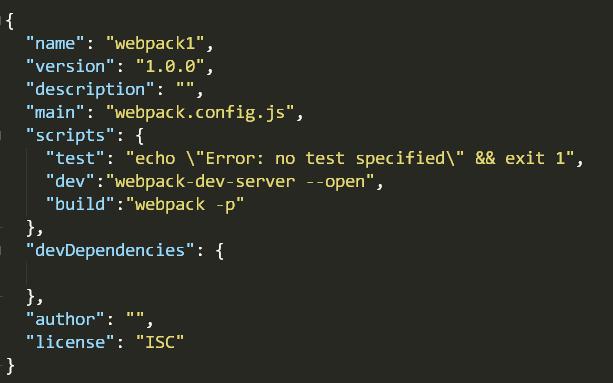 {
  "name": "webpack1",
  "version": "1.0.0",
  "description": "",
  "main": "webpack.config.js",
  "scripts": {
    "test": "echo \"Error: no test specified\" && exit 1",
    "dev":"webpack-dev-server --open",
    "build":"webpack -p"
  },
  "devDependencies": {
  },
  "author": "",
  "license": "ISC"
}